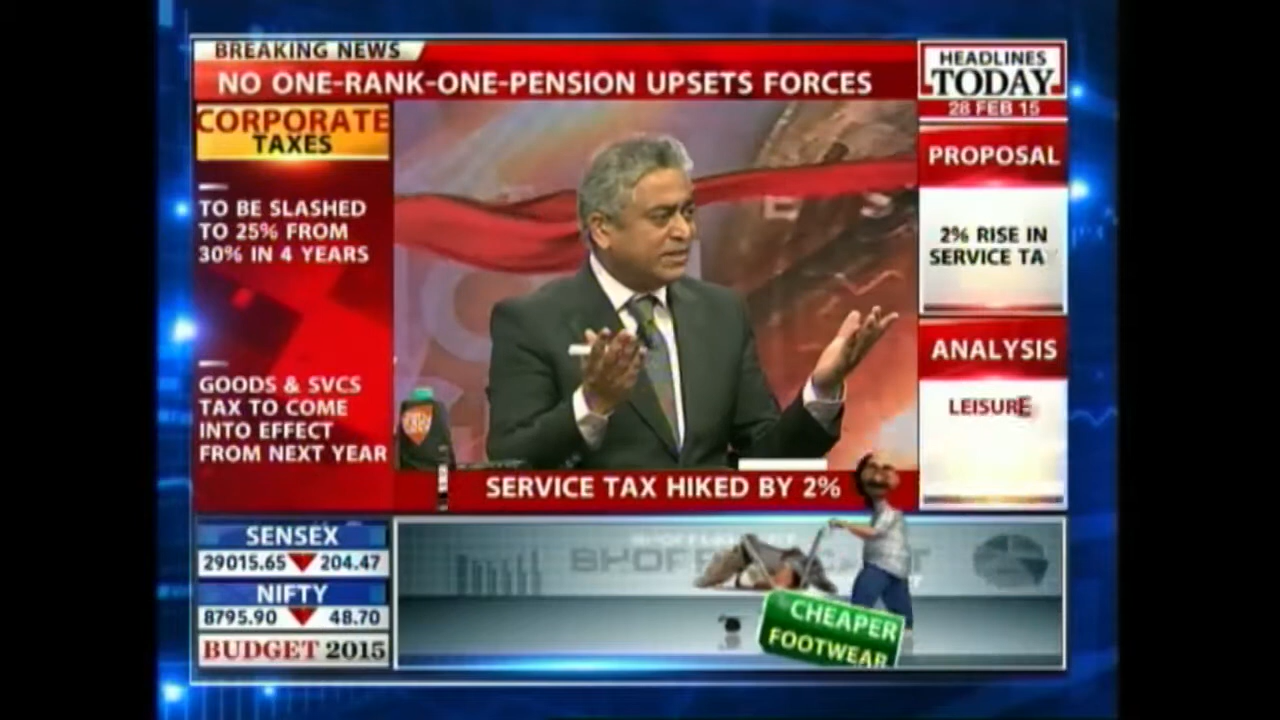 BREAKING NEWS
NO ONE-RANK-ONE-PENSION UPSETS FORCES
HEADLINES
TODAY
28 FEB 15
CORPORATE
TAXES
TO BE SLASHED
TO 25% FROM
30% IN 4 YEARS
GOODS & SVCS
TAX TO COME
INTO EFFECT
FROM NEXT YEAR
PROPOSAL
2% RISE IN
SERVICE TA
ANALYSIS
LEISURE
SERVICE TAX HIKED BY 2%
SENSEX
29015.65 204.47
NIFTY
8795.90 48.70
BUDGET 2015
CHEAPER
FOOTWEAR